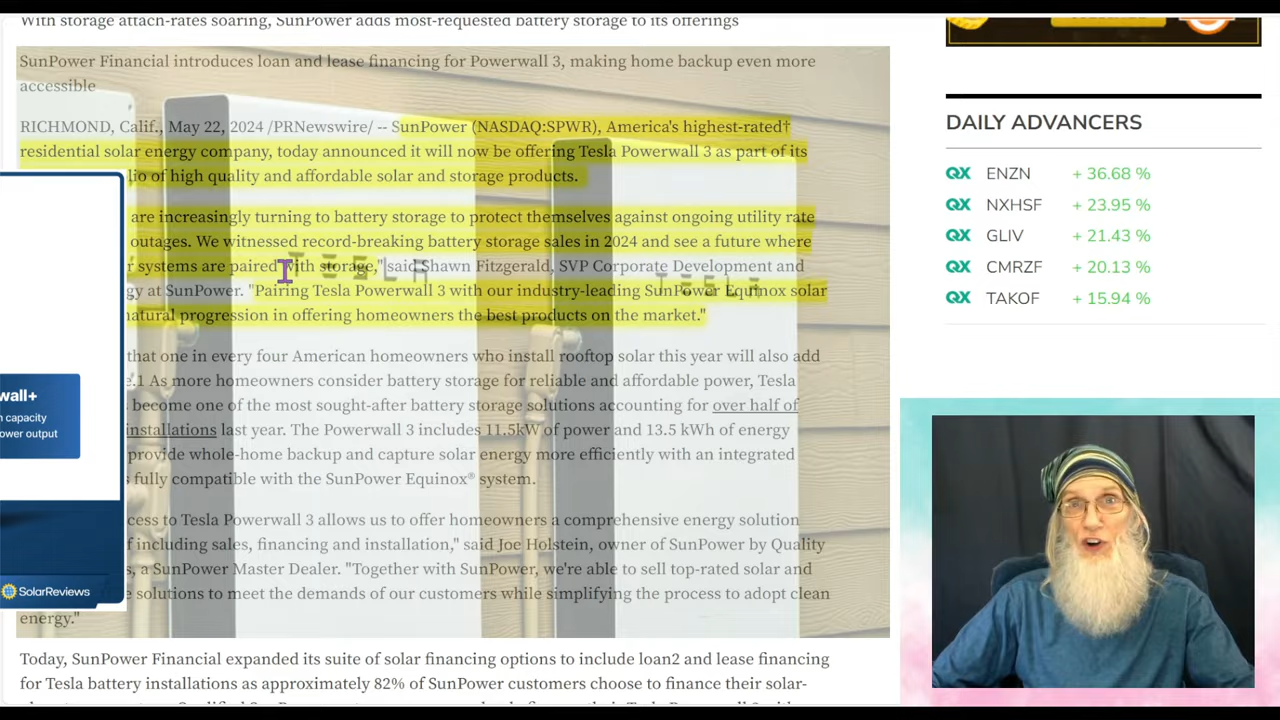 With storage attach-rates soaring, SunPower adds most-requested battery storage to its offerings
SunPower Financial introduces loan and lease financing for Powerwall 3, making home backup even more
accessible
RICHMOND, Calif., May 22, 2024 /PRNewswire/ -- SunPower (NASDAQ:SPWR), America's highest-rated†
residential solar energy company, today announced it will now be offering Tesla Powerwall 3 as part of its
lio of high quality and affordable solar and storage products.
are increasingly turning to battery storage to protect themselves against ongoing utility rate
outages. We witnessed record-breaking battery storage sales in 2024 and see a future where
r systems are paired with storage," said Shawn Fitzgerald, SVP Corporate Development and
gy at SunPower. "Pairing Tesla Powerwall 3 with our industry-leading SunPower Equinox solar
natural progression in offering homeowners the best products on the market."
that one in every four American homeowners who install rooftop solar this year will also add
e.1 As more homeowners consider battery storage for reliable and affordable power, Tesla
become one of the most sought-after battery storage solutions accounting for over half of
installations last year. The Powerwall 3 includes 11.5kW of power and 13.5 kWh of energy
provide whole-home backup and capture solar energy more efficiently with an integrated
s fully compatible with the SunPower Equinox® system.
cess to Tesla Powerwall 3 allows us to offer homeowners a comprehensive energy solution
f including sales, financing and installation," said Joe Holstein, owner of SunPower by Quality
s, a SunPower Master Dealer. "Together with SunPower, we're able to sell top-rated solar and
e solutions to meet the demands of our customers while simplifying the process to adopt clean
energy."
Today, SunPower Financial expanded its suite of solar financing options to include loan2 and lease financing
for Tesla battery installations as approximately 82% of SunPower customers choose to finance their solar-
TESLA
TESLA
wall+
n capacity
ower output
SolarReviews
DAILY ADVANCERS
QX ENZN + 36.68 %
QX NXHSF + 23.95 %
QX GLIV + 21.43 %
QX CMRZF + 20.13 %
QX TAKOF + 15.94 %